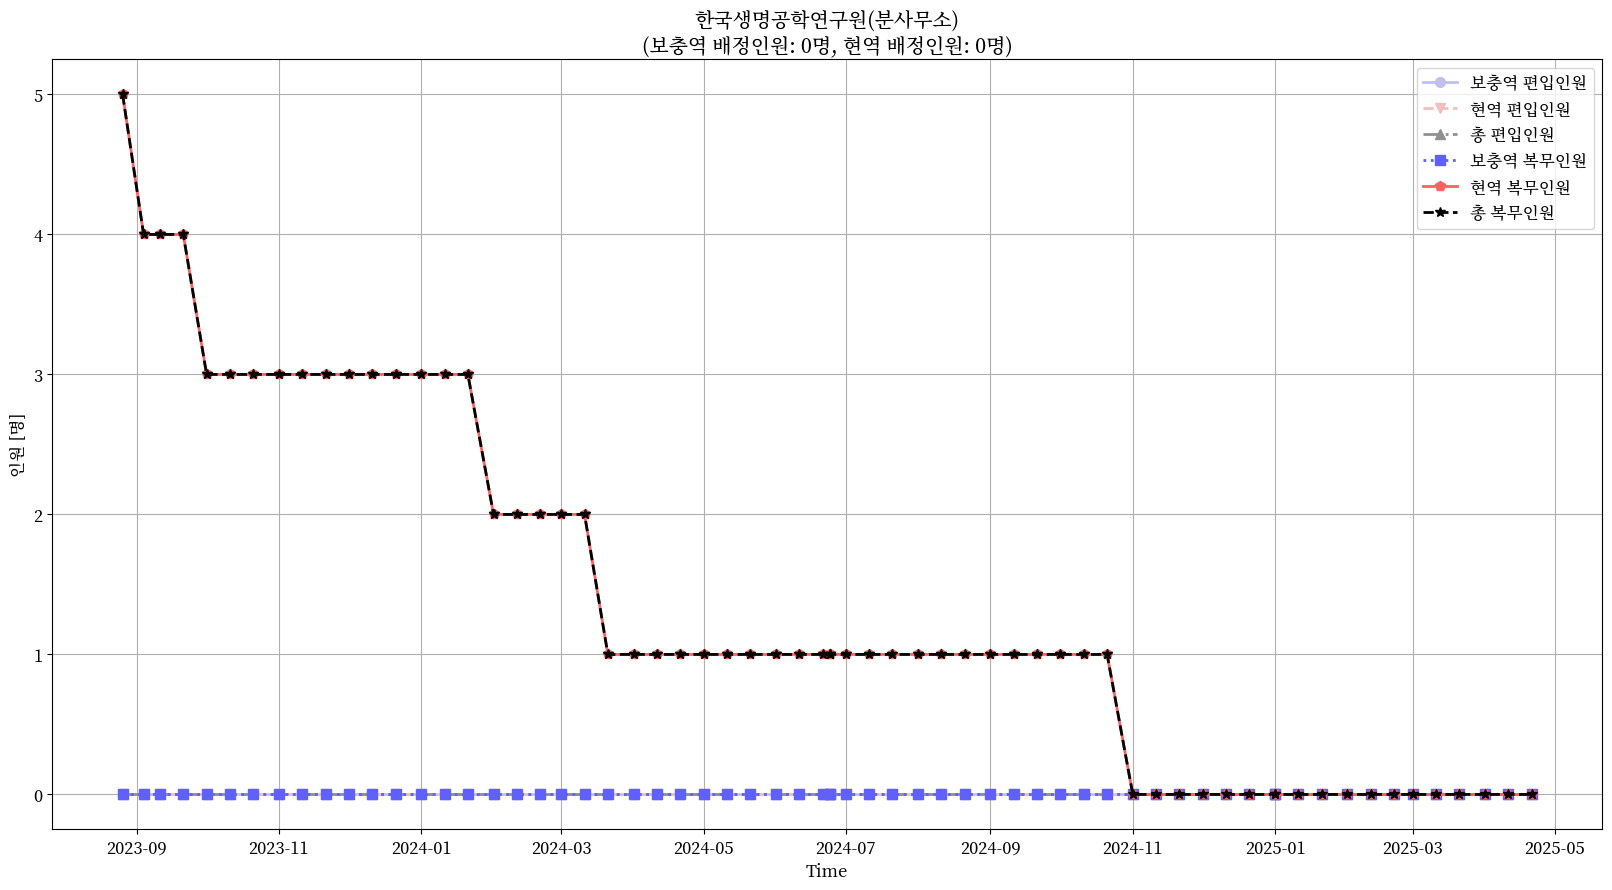 한국생명공학연구원(분사무소)
(보충역 배정인원: 0명, 현역 배정인원: 0명)
보충역 편입인원
현역 편입인원
총 편입인원
보충역 복무인원
현역 복무인원
총 복무인원
인원 [명]
5
4
3
2
1
0
2023-09
2023-11
2024-01
2024-03
2024-05
2024-07
2024-09
2024-11
2025-01
2025-03
2025-05
Time